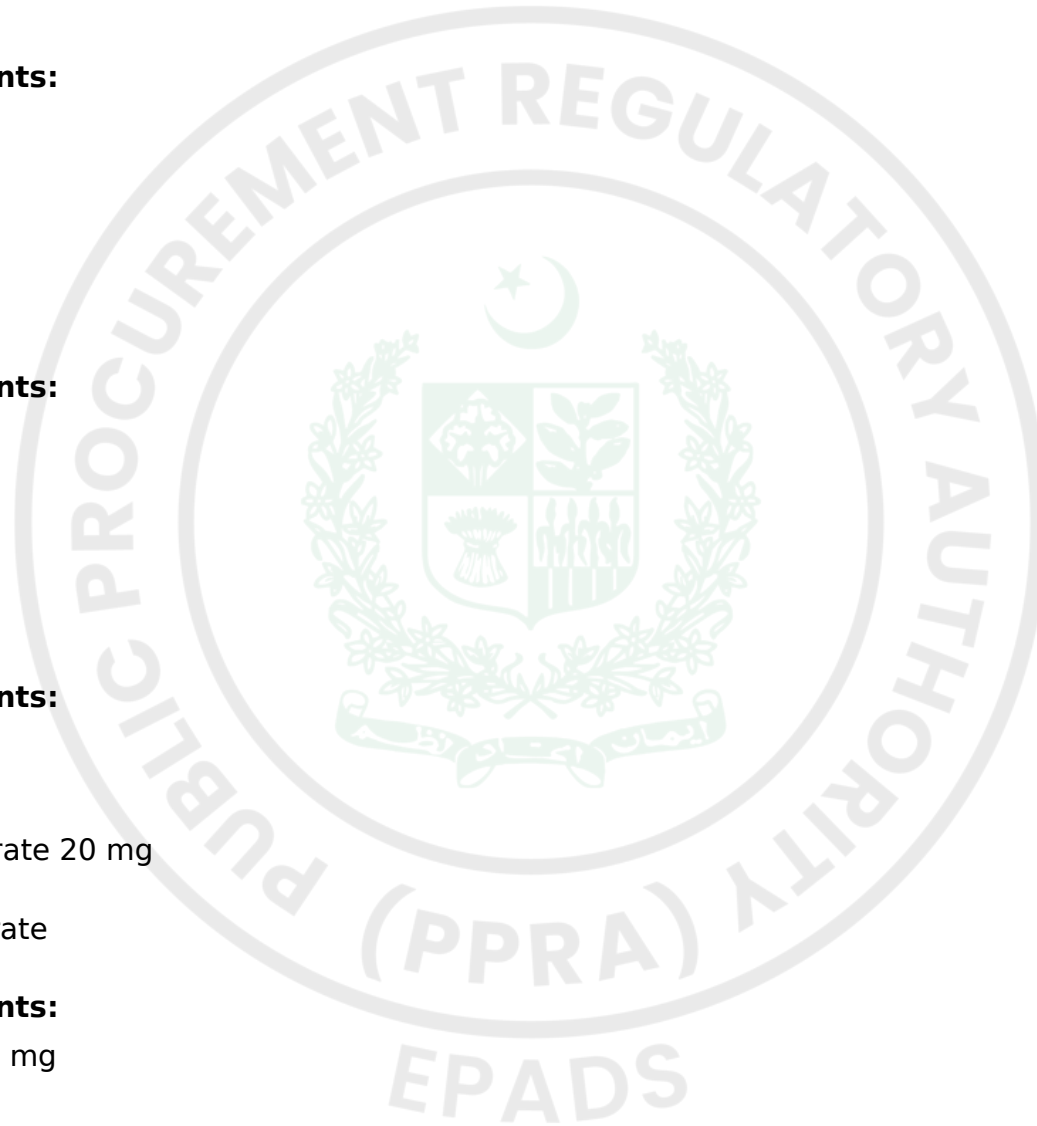 nts:
nts:
nts:
rate 20 mg
ate
nts:
mg
PUBLIC PROCUREMENT REGULATORY AUTHORITY
(PPRA)
EPADS